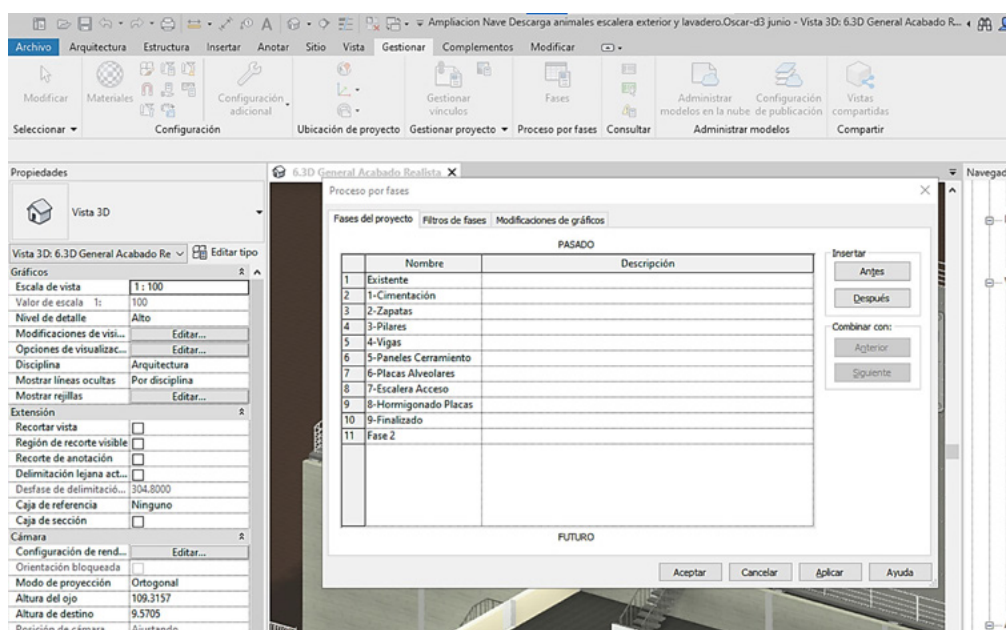 Ampliacion Nave Descarga animales escalera exterior y lavadero.Oscar-d3 junio - Vista 3D: 6.3D General Acabado R...
Archivo Arquitectura Estructura Insertar Anotar Sitio Vista Gestionar Complementos Modificar
Modificar Materiales Configuración adicional Gestionar vínculos Fases Administrar modelos en la nube Configuración de publicación Vistas compartidas
Seleccionar Configuración Ubicación de proyecto Gestionar proyecto Proceso por fases Consultar Administrar modelos Compartir
Propiedades
Vista 3D
Vista 3D: 6.3D General Acabado Re Editar tipo
Gráficos
Escala de vista 1 : 100
Valor de escala 1: 100
Nivel de detalle Alto
Modificaciones de visi... Editar...
Opciones de visualizac... Editar...
Disciplina Arquitectura
Mostrar líneas ocultas Por disciplina
Mostrar rejillas Editar...
Extensión
Recortar vista
Región de recorte visible
Recorte de anotación
Delimitación lejana act...
Desfase de delimitació... 304.8000
Caja de referencia Ninguno
Caja de sección
Cámara
Configuración de rend... Editar...
Orientación bloqueada
Modo de proyección Ortogonal
Altura del ojo 109.3157
Altura de destino 9.5705
Posición de cámara Ajustando
6.3D General Acabado Realista
Navegad
Proceso por fases
Fases del proyecto Filtros de fases Modificaciones de gráficos
PASADO
Nombre Descripción
1 Existente
2 1-Cimentación
3 2-Zapatas
4 3-Pilares
5 4-Vigas
6 5-Paneles Cerramiento
7 6-Placas Alveolares
8 7-Escalera Acceso
9 8-Hormigonado Placas
10 9-Finalizado
11 Fase 2
FUTURO
Insertar
Antes
Después
Combinar con:
Anterior
Siguiente
Aceptar Cancelar Aplicar Ayuda